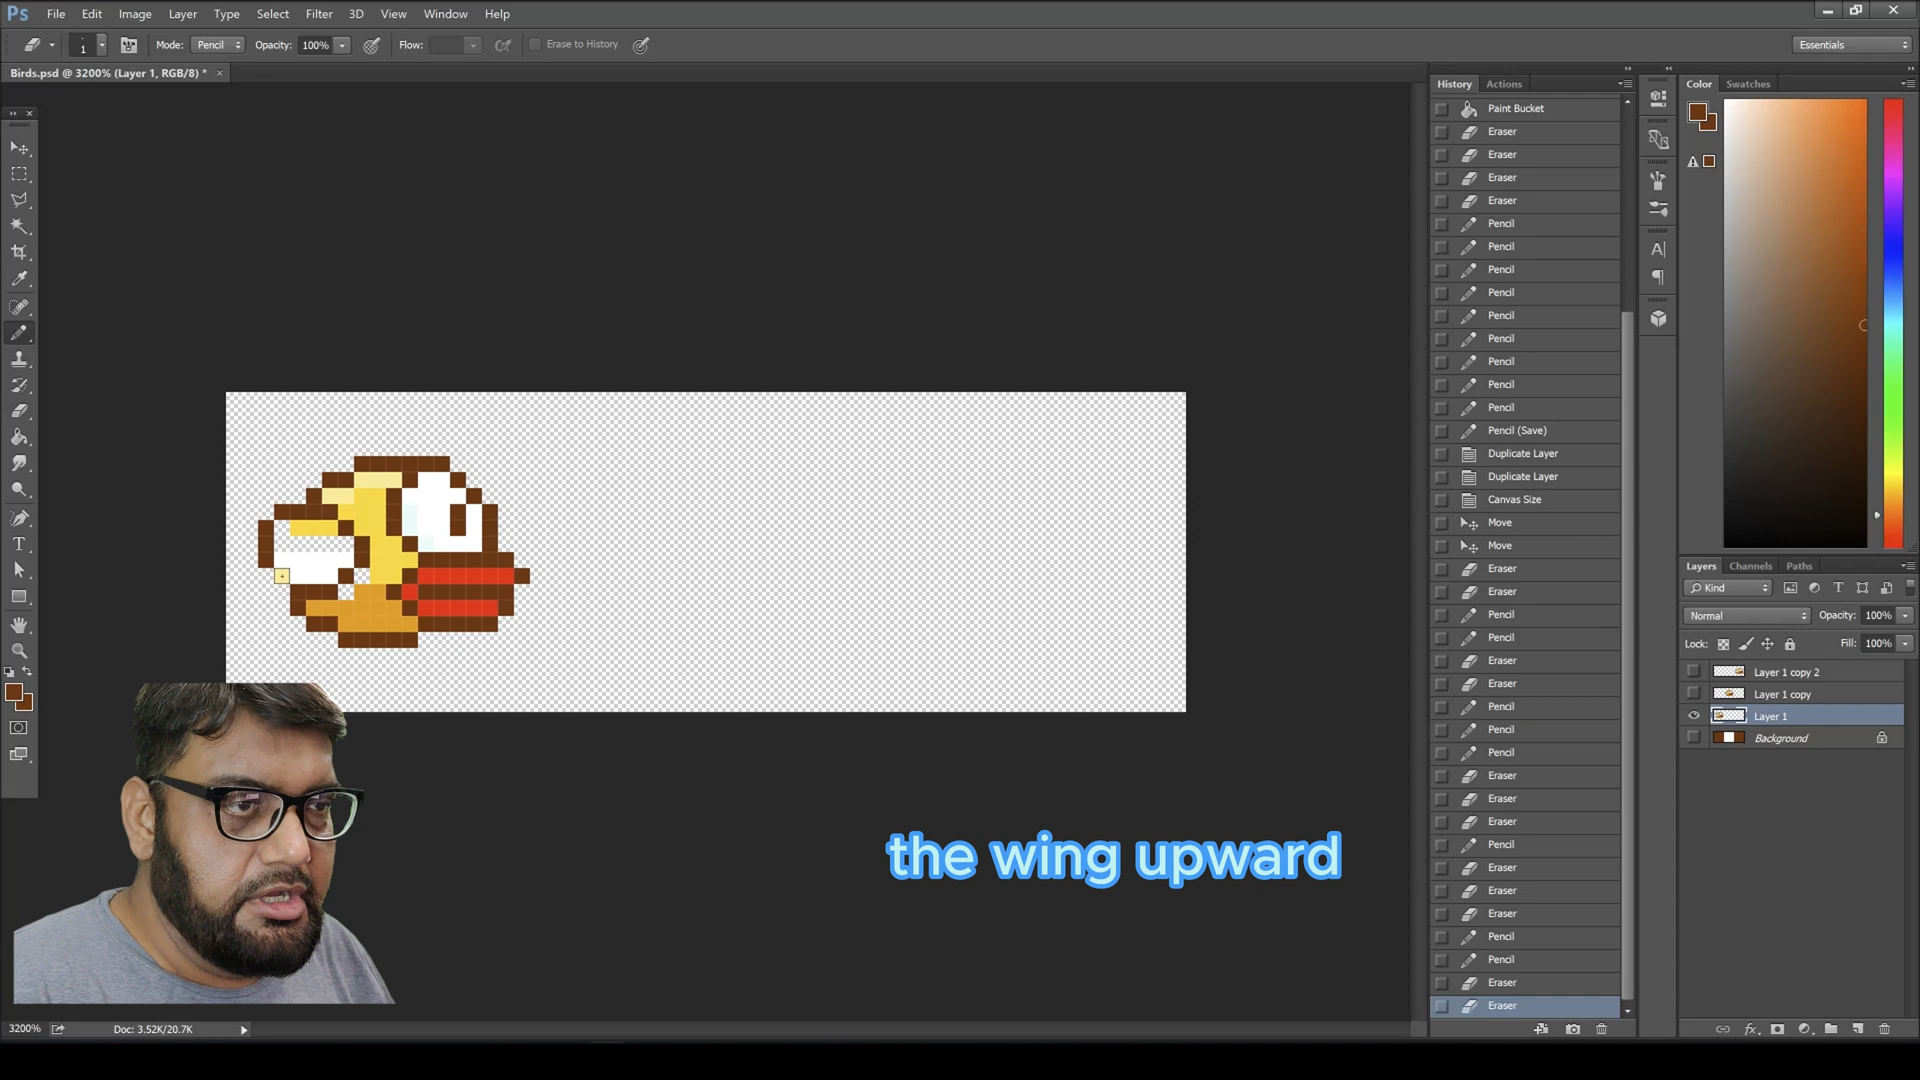 Ps File Edit Image Layer Type Select Filter 3D View Window Help
1 Mode: Pencil Opacity: 100% Flow: Erase to History Essentials
Birds.psd @ 3200% (Layer 1, RGB/8) * ×
History Actions
Paint Bucket
Eraser
Eraser
Eraser
Eraser
Pencil
Pencil
Pencil
Pencil
Pencil
Pencil
Pencil
Pencil
Pencil
Pencil (Save)
Duplicate Layer
Duplicate Layer
Canvas Size
Move
Move
Eraser
Eraser
Pencil
Pencil
Eraser
Eraser
Pencil
Pencil
Pencil
Eraser
Eraser
Eraser
Pencil
Eraser
Eraser
Eraser
Pencil
Pencil
Eraser
Eraser
Color Swatches
Layers Channels Paths
Kind
Normal Opacity: 100%
Lock: Fill: 100%
Layer 1 copy 2
Layer 1 copy
Layer 1
Background
the wing upward
3200% Doc: 3.52K/20.7K